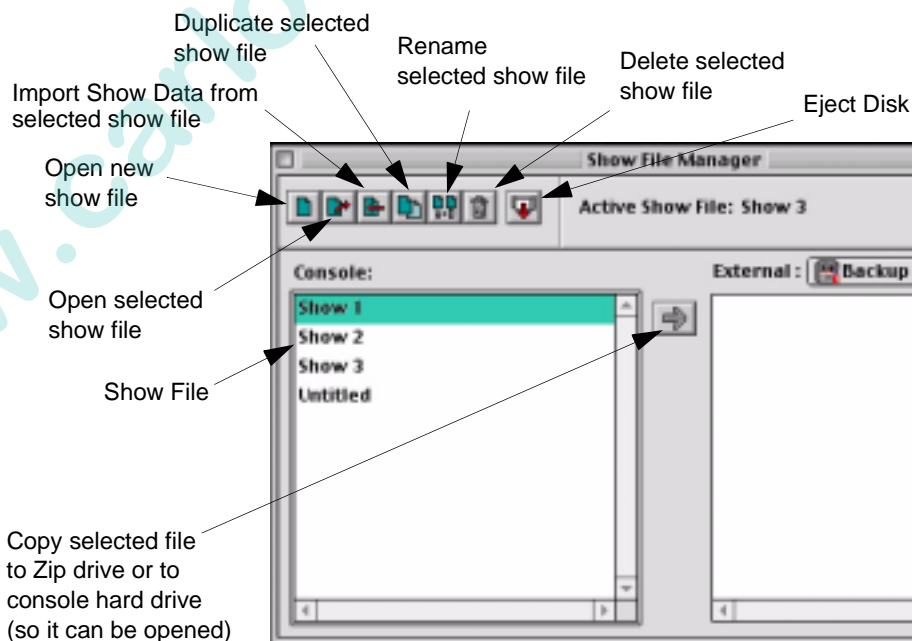 Duplicate selected
show file
Rename
selected show file
Delete selected
show file
Import Show Data from
selected show file
Eject Disk
Open new
show file
Show File Manager
Active Show File: Show 3
Console:
External : Backup
Open selected
show file
Show 1
Show 2
Show 3
Untitled
Show File
Copy selected file
to Zip drive or to
console hard drive
(so it can be opened)
w.carlo